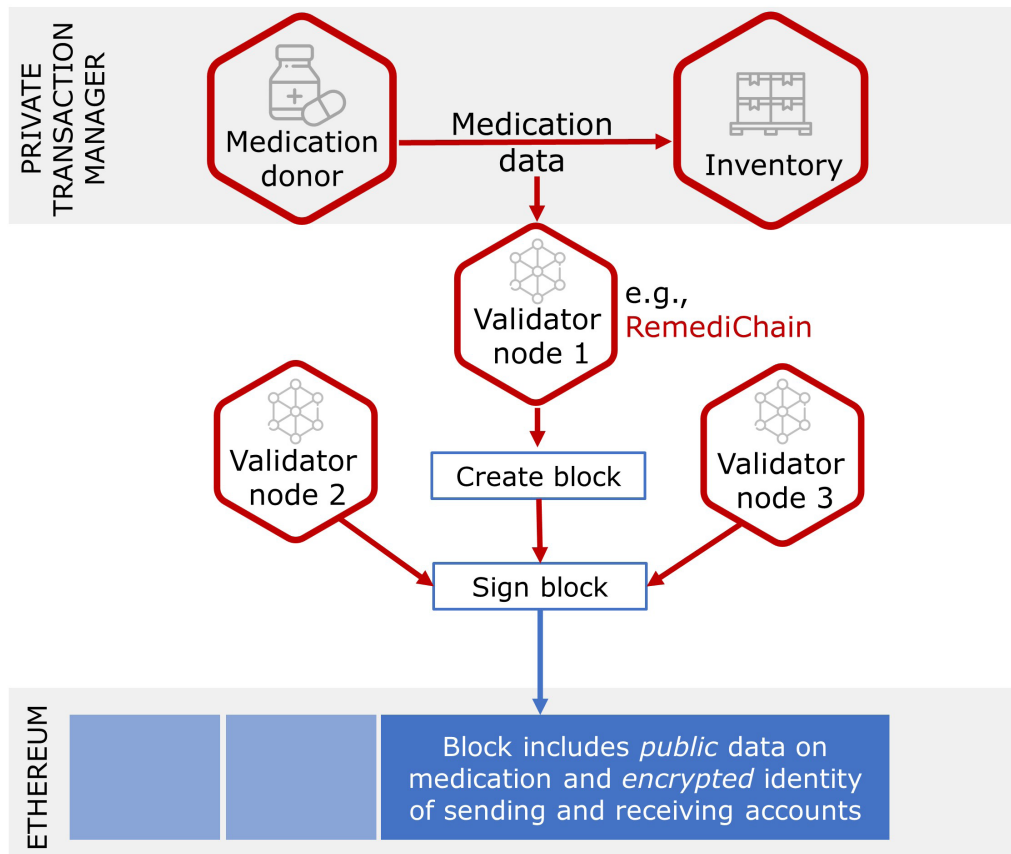 PRIVATE
TRANSACTION
MANAGER
Medication
donor
Medication
data
Inventory
Validator
node 1
e.g.,
RemediChain
Validator
node 2
Create block
Validator
node 3
Sign block
ETHEREUM
Block includes public data on
medication and encrypted identity
of sending and receiving accounts